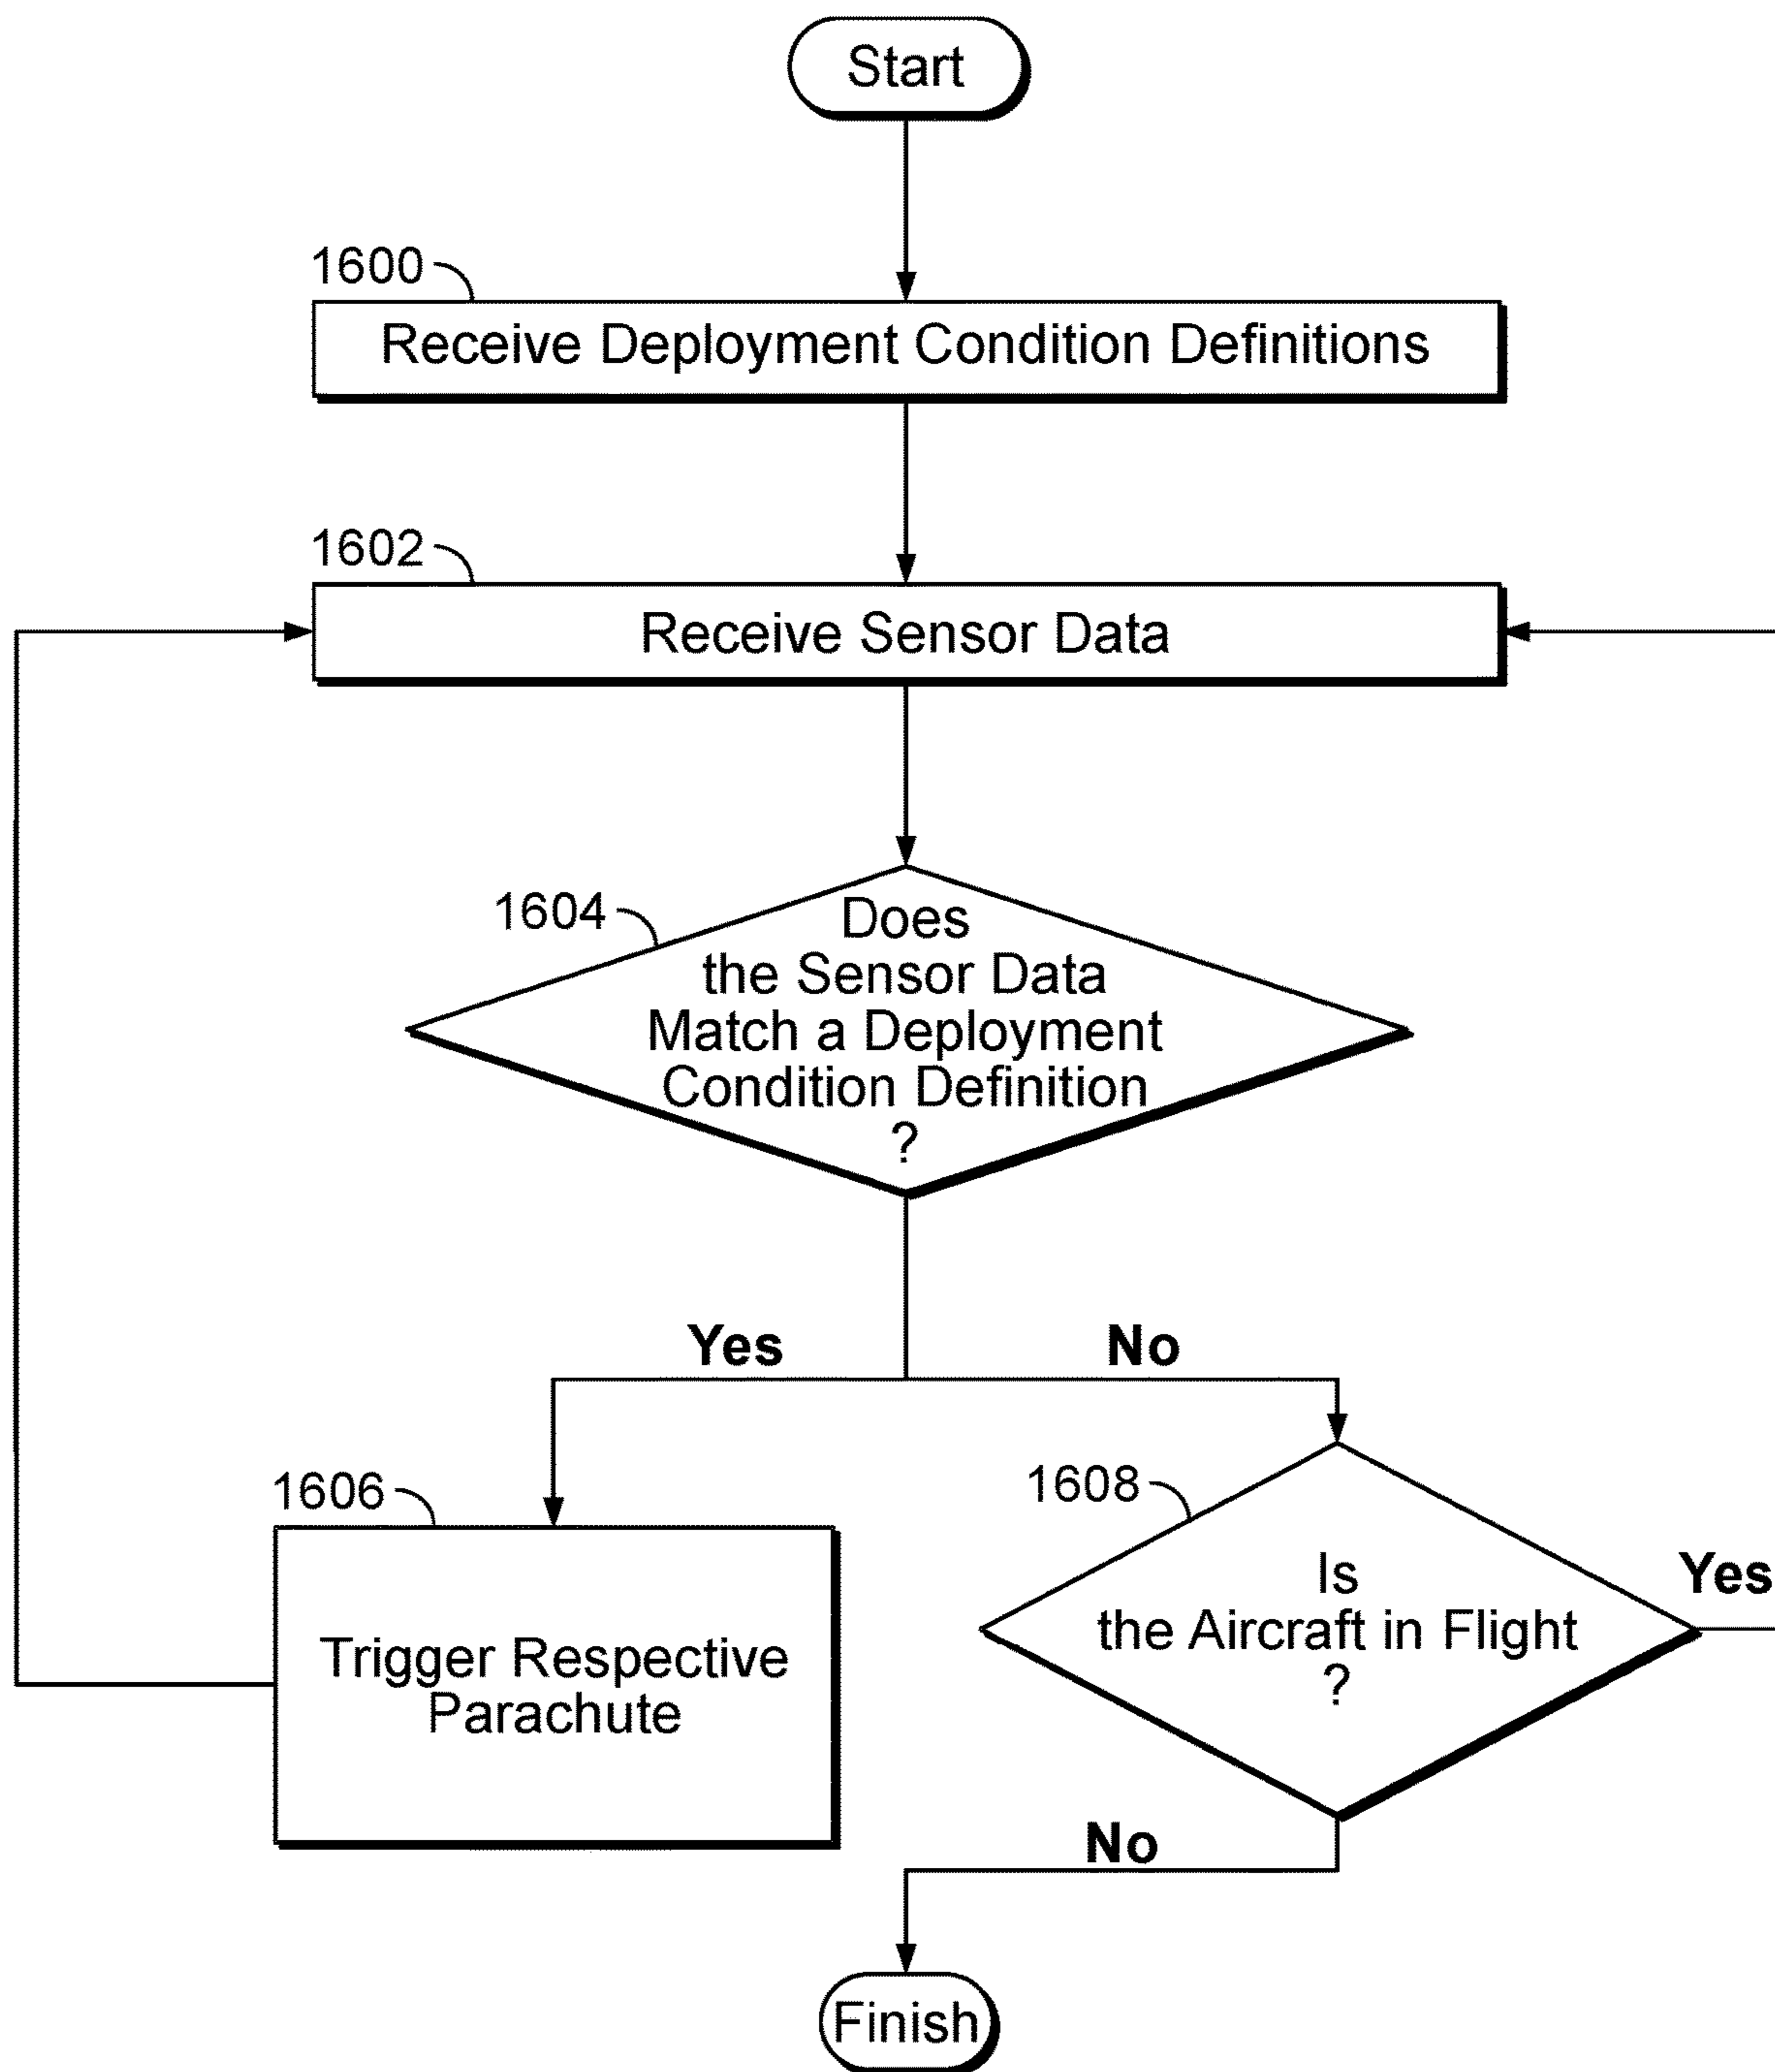 Start
1600
Receive Deployment Condition Definitions
1602
Receive Sensor Data
1604
Does
the Sensor Data
Match a Deployment
Condition Definition
?
Yes
No
1606
Trigger Respective
Parachute
1608
Is
the Aircraft in Flight
?
Yes
No
Finish